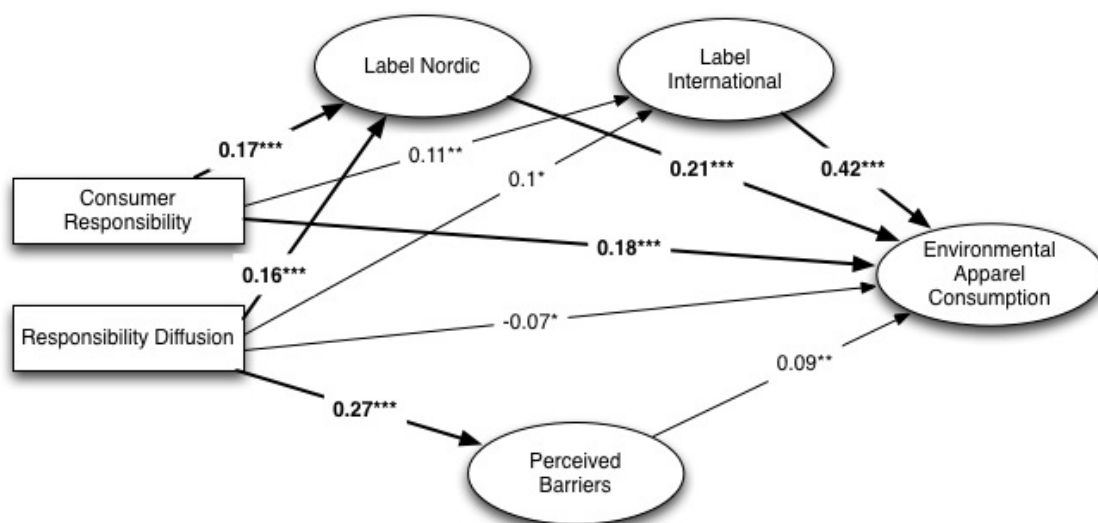 Label Nordic
Label
International
0.17***
0.11**
0.1*
0.21***
0.42***
Consumer
Responsibility
0.18***
0.16***
Environmental
Apparel
Consumption
Responsibility Diffusion
-0.07*
0.09**
0.27***
Perceived
Barriers